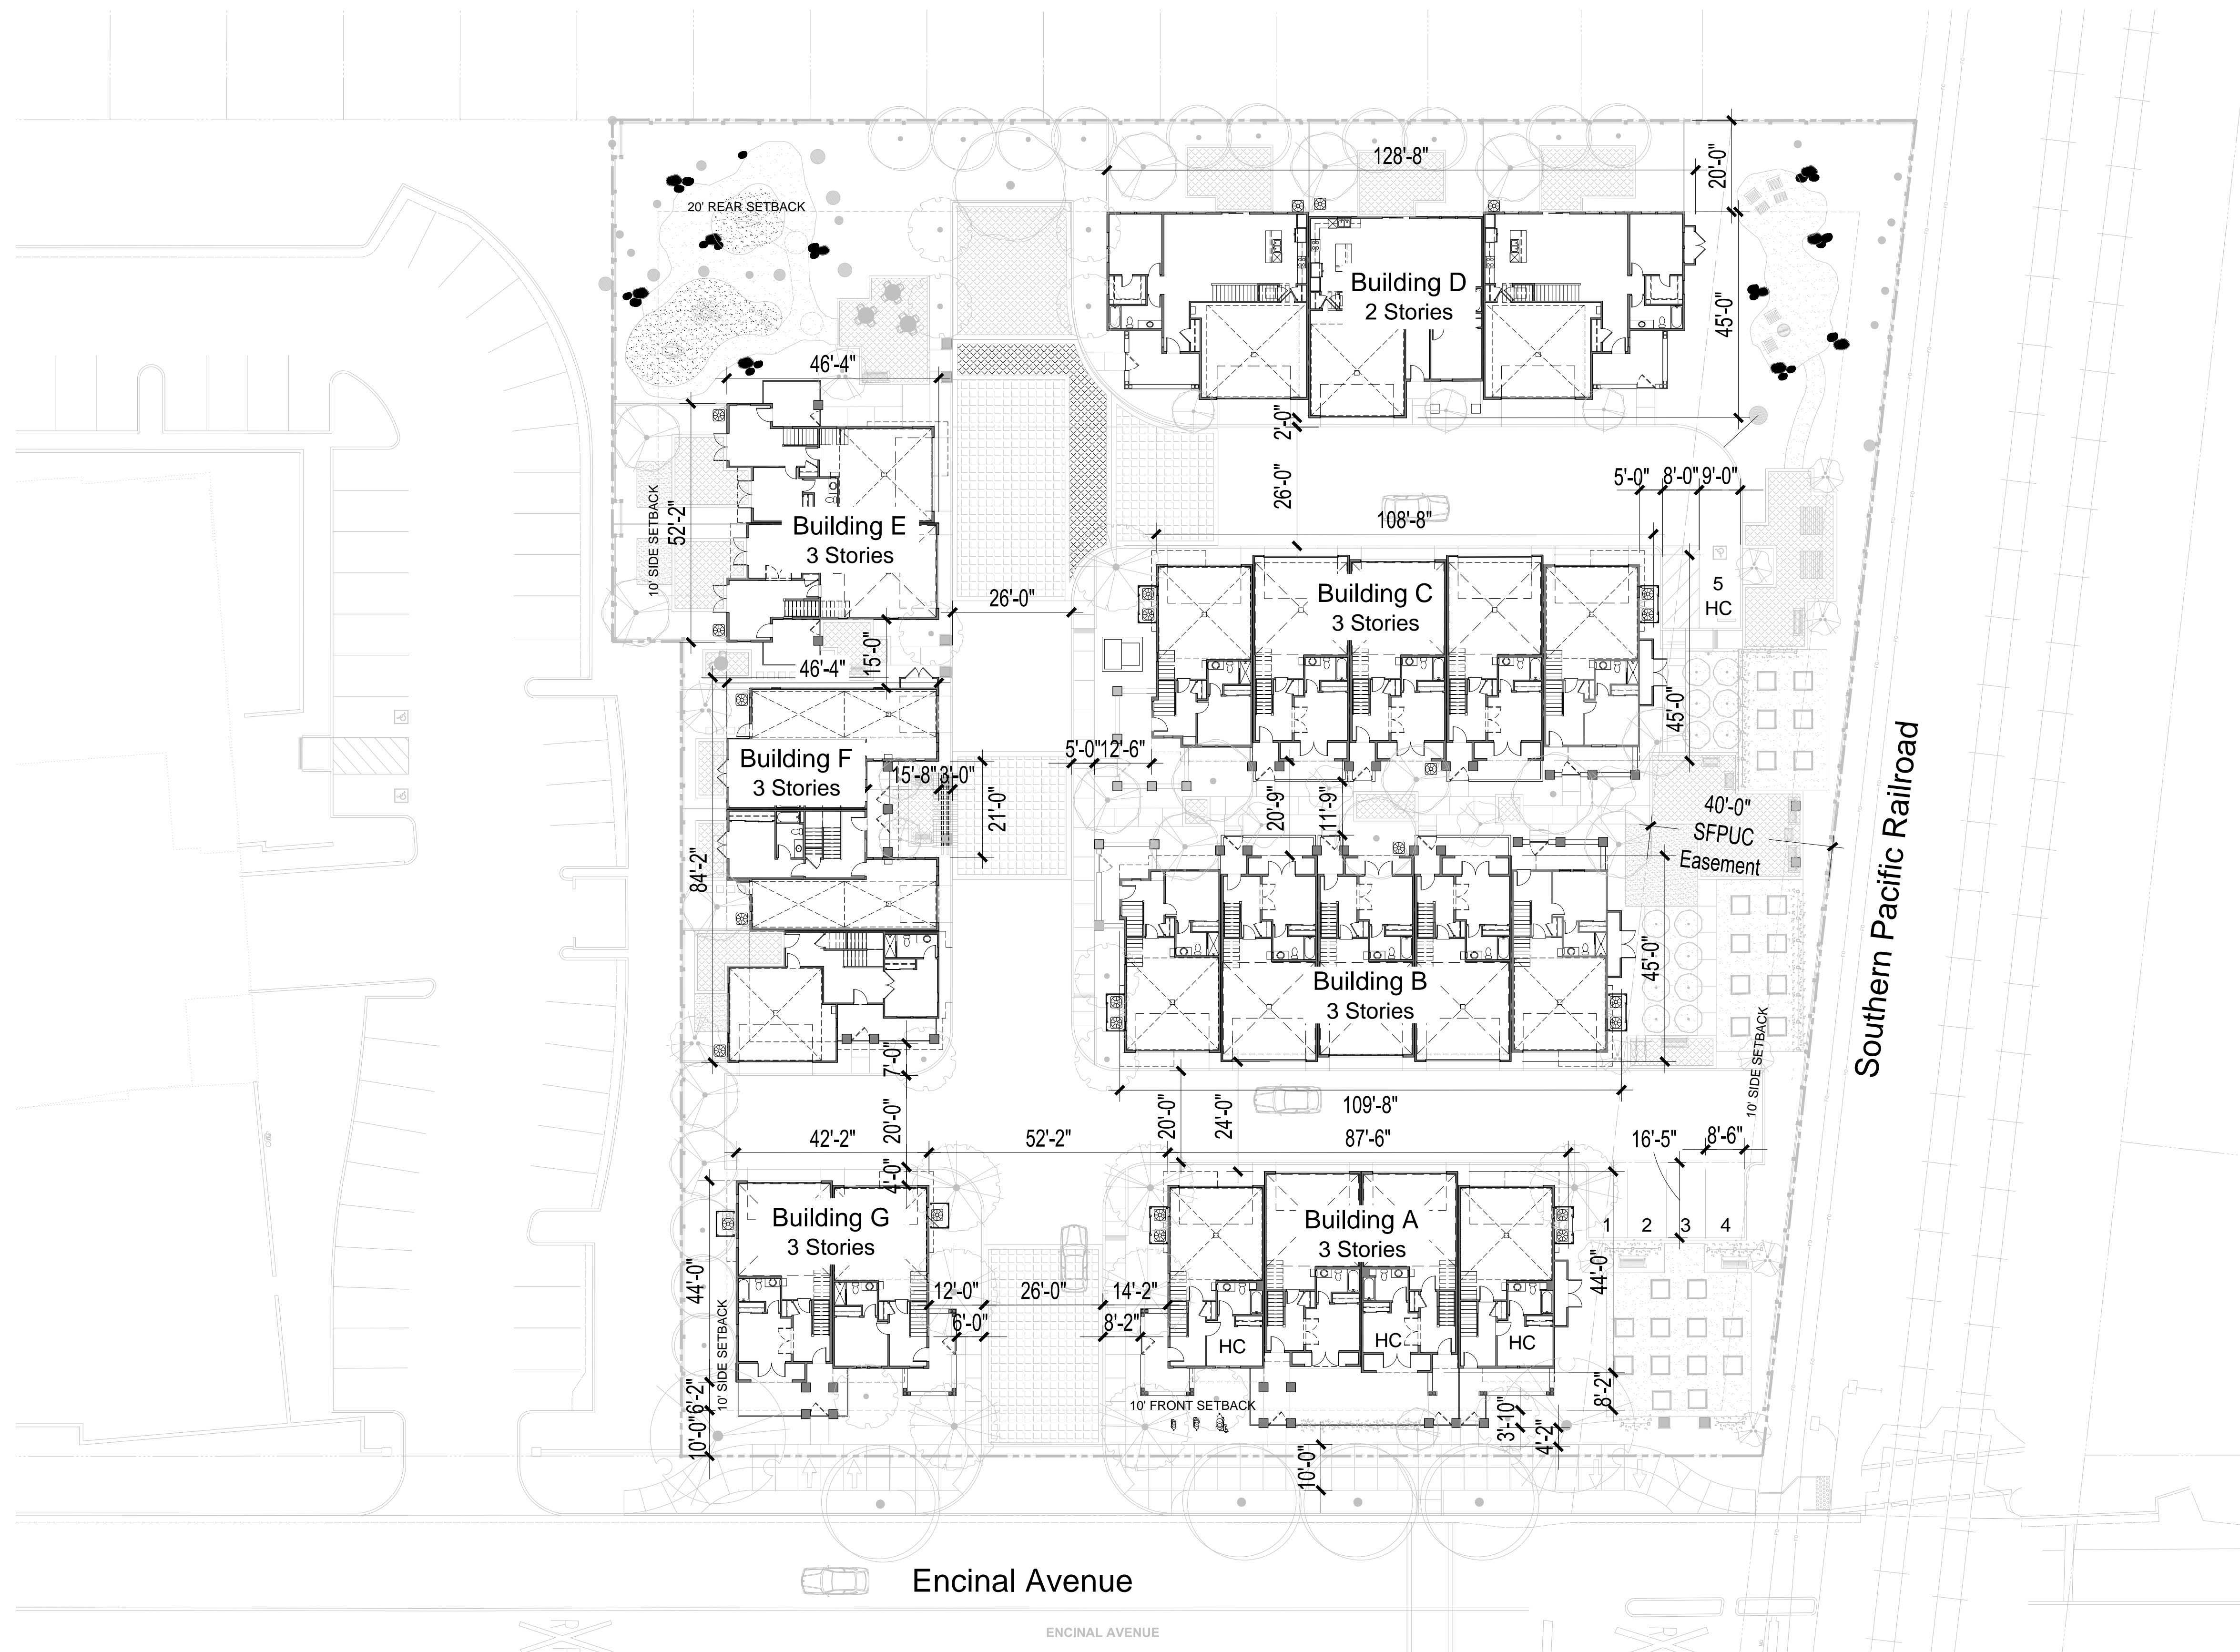 128'-8"
20'-0"
20' REAR SETBACK
Building D
2 Stories
45'-0"
46'-4"
2'-0"
26'-0"
5'-0"
8'-0"
9'-0"
10' SIDE SETBACK
52'-2"
Building E
3 Stories
108'-8"
5
HC
Building C
3 Stories
26'-0"
15'-0"
46'-4"
45'-0"
Building F
3 Stories
5'-0"
12'-6"
15'-8"
3'-0"
21'-0"
20'-9"
11'-9"
40'-0"
SFPUC
Easement
Southern Pacific Railroad
84'-2"
45'-0"
Building B
3 Stories
10' SIDE SETBACK
7'-0"
20'-0"
20'-0"
24'-0"
109'-8"
42'-2"
52'-2"
87'-6"
16'-5"
8'-6"
4'-0"
Building G
3 Stories
Building A
3 Stories
1
2
3
4
44'-0"
12'-0"
26'-0"
14'-2"
44'-0"
6'-0"
8'-2"
HC
HC
HC
10' SIDE SETBACK
6'-2"
10'-0"
10' FRONT SETBACK
8'-2"
3'-10"
4'-2"
10'-0"
Encinal Avenue
ENCINAL AVENUE